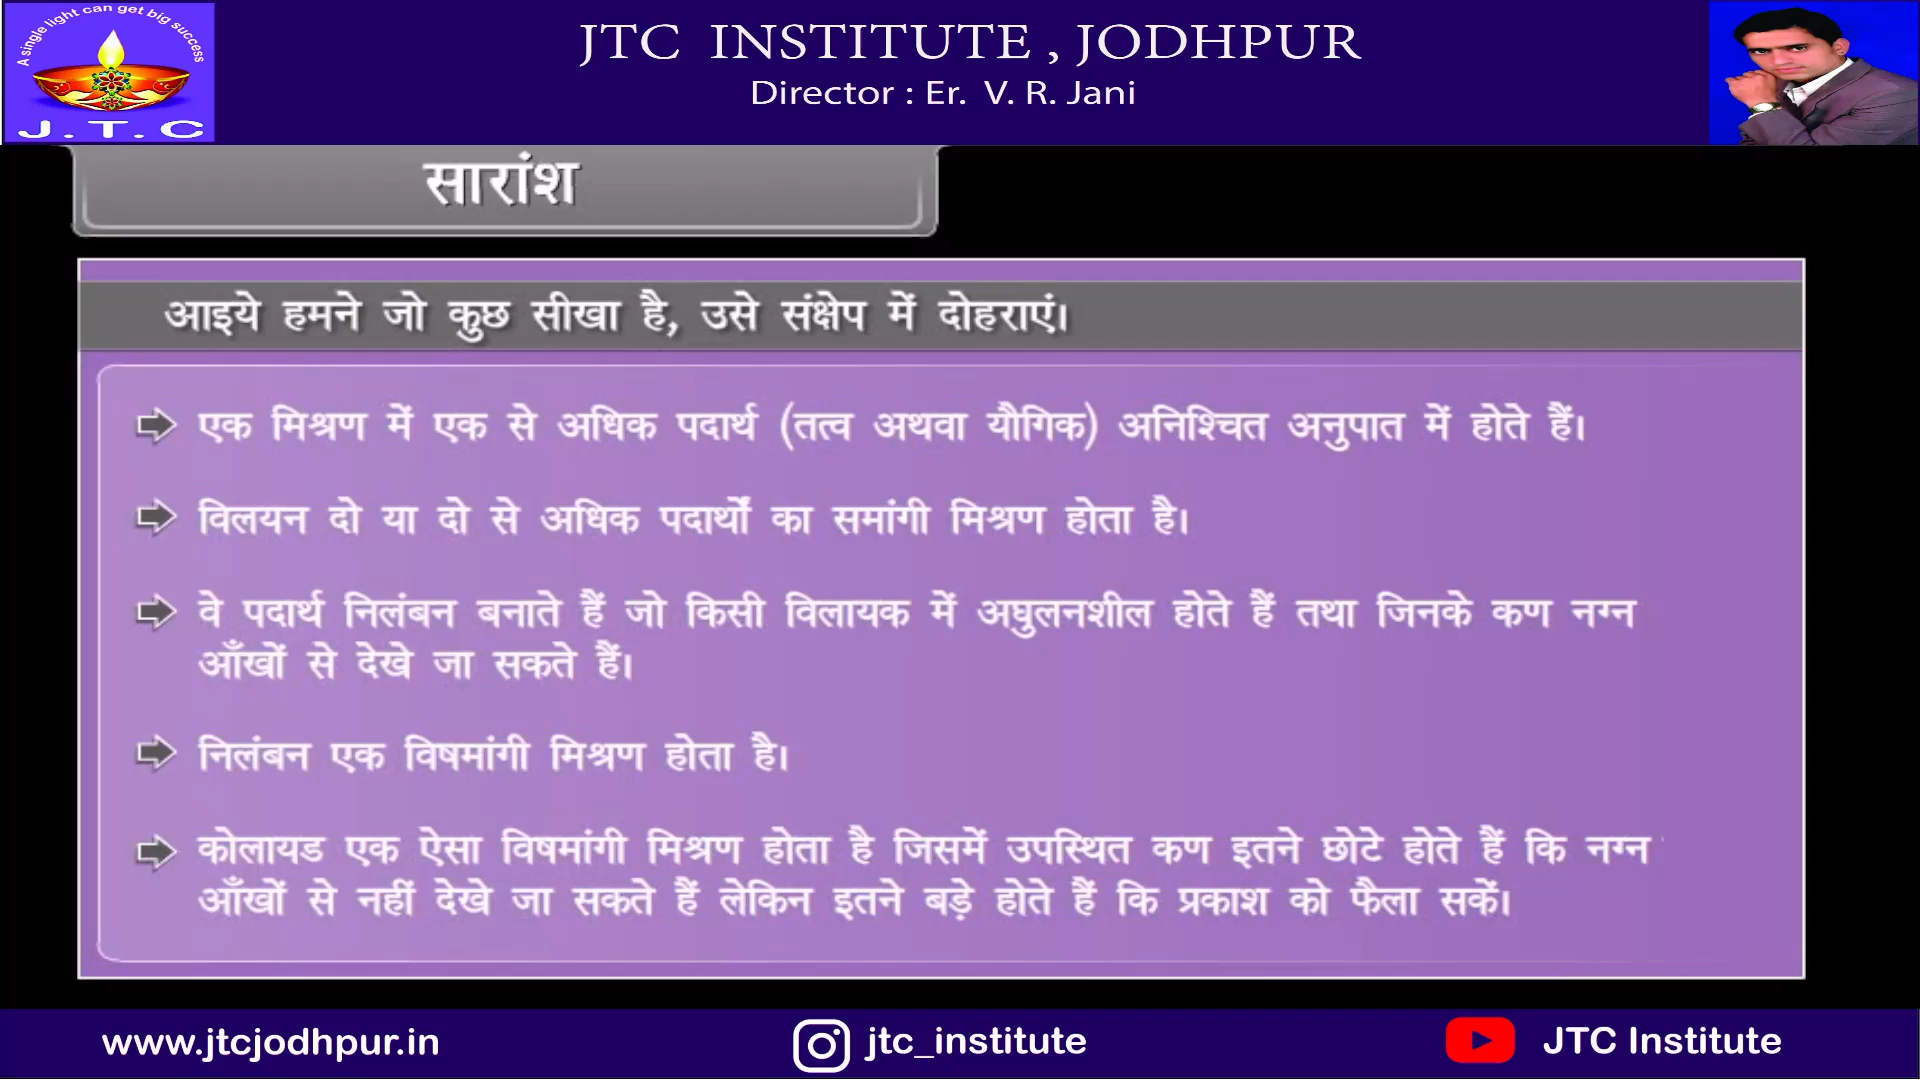 A single light can get big success
J.T.C
JTC INSTITUTE, JODHPUR
Director : Er. V. R. Jani
सारांश
आइये हमने जो कुछ सीखा है, उसे संक्षेप में दोहराएं।
एक मिश्रण में एक से अधिक पदार्थ (तत्व अथवा यौगिक) अनिश्चित अनुपात में होते हैं।
विलयन दो या दो से अधिक पदार्थों का समांगी मिश्रण होता है।
वे पदार्थ निलंबन बनाते हैं जो किसी विलायक में अघुलनशील होते हैं तथा जिनके कण नग्न
आँखों से देखे जा सकते हैं।
निलंबन एक विषमांगी मिश्रण होता है।
कोलायड एक ऐसा विषमांगी मिश्रण होता है जिसमें उपस्थित कण इतने छोटे होते हैं कि नग्न
आँखों से नहीं देखे जा सकते हैं लेकिन इतने बड़े होते हैं कि प्रकाश को फैला सकें।
www.jtcjodhpur.in
jtc_institute
JTC Institute